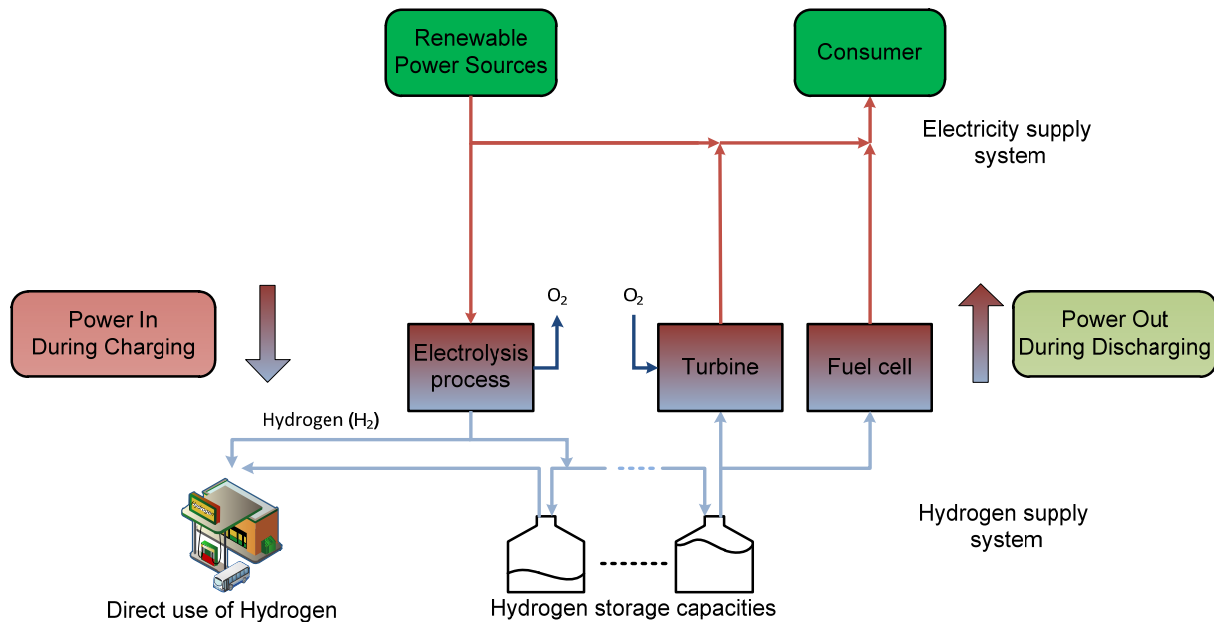 Renewable
Power Sources
Consumer
Electricity supply
system
Power In
During Charging
O₂
O₂
Electrolysis
process
Turbine
Fuel cell
Power Out
During Discharging
Hydrogen (H₂)
Hydrogen supply
system
Direct use of Hydrogen
Hydrogen storage capacities